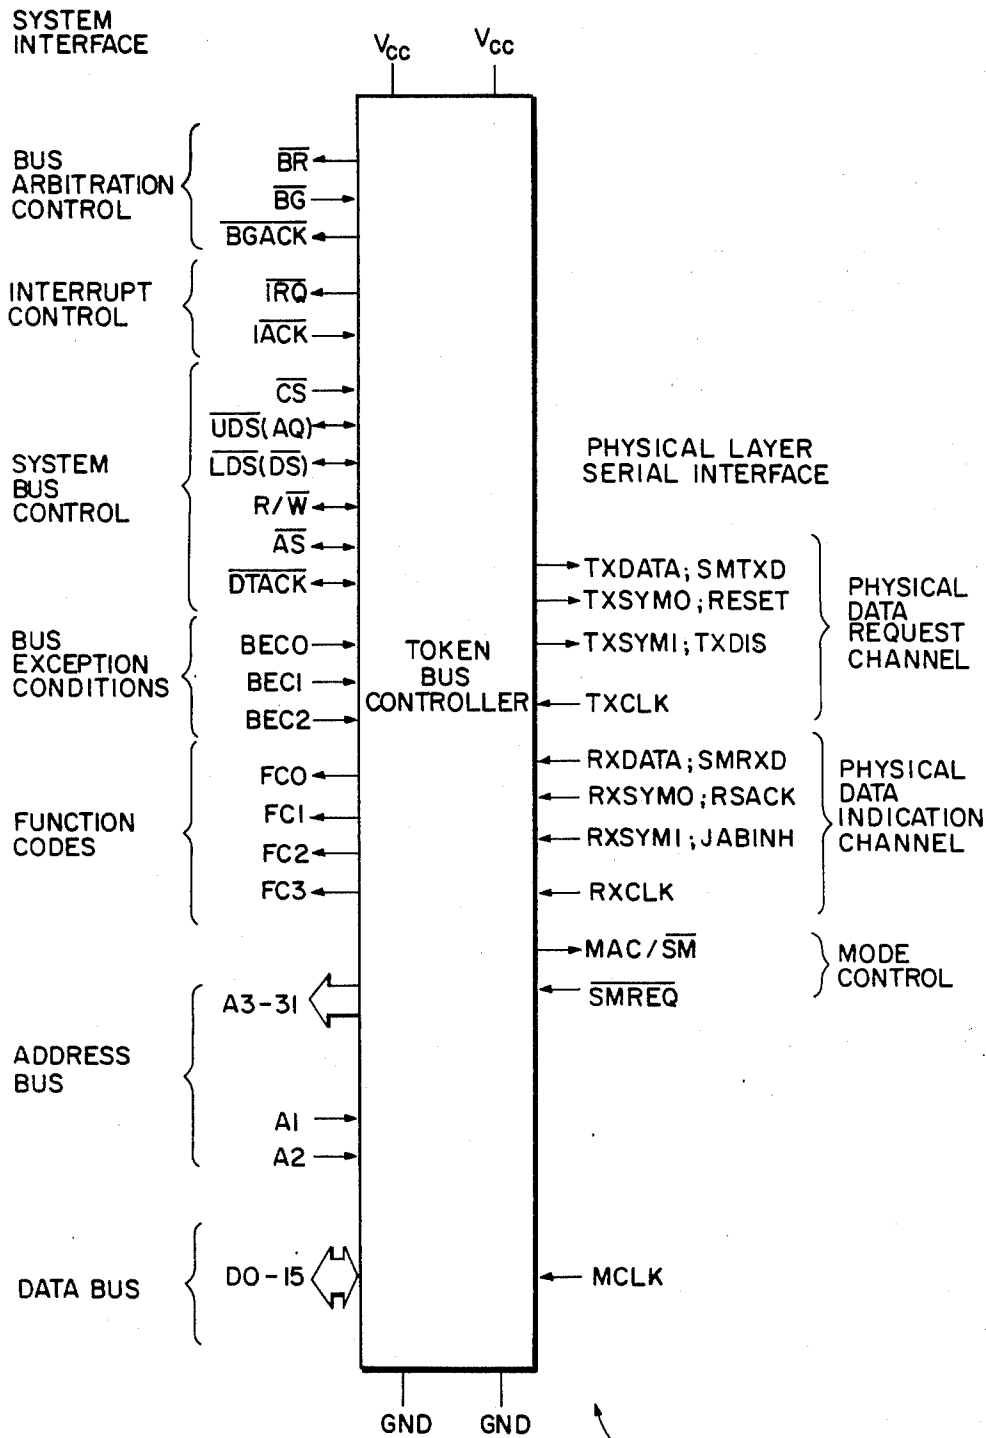 SYSTEM
INTERFACE
VCC
VCC
BUS
ARBITRATION
CONTROL
BR
BG
BGACK
INTERRUPT
CONTROL
IRQ
IACK
SYSTEM
BUS
CONTROL
CS
UDS(AQ)
LDS(DS)
R/W
AS
DTACK
BUS
EXCEPTION
CONDITIONS
BEC0
BEC1
BEC2
FUNCTION
CODES
FC0
FC1
FC2
FC3
ADDRESS
BUS
A3-31
A1
A2
DATA BUS
D0-15
TOKEN
BUS
CONTROLLER
PHYSICAL LAYER
SERIAL INTERFACE
TXDATA; SMTXD
TXSYM0; RESET
TXSYM1; TXDIS
TXCLK
PHYSICAL
DATA
REQUEST
CHANNEL
RXDATA; SMRXD
RXSYM0; RSACK
RXSYM1; JABINH
RXCLK
PHYSICAL
DATA
INDICATION
CHANNEL
MAC/SM
SMREQ
MODE
CONTROL
MCLK
GND
GND